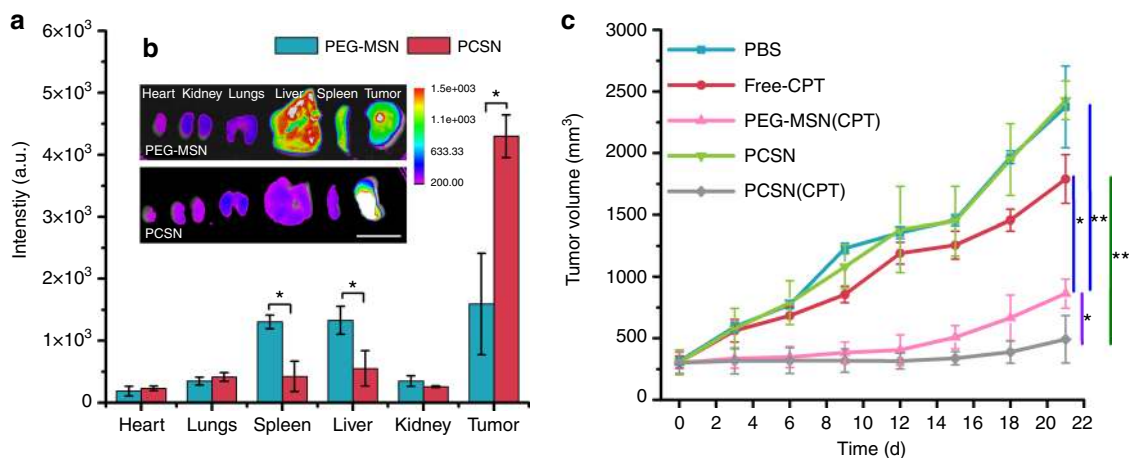 a
Intenstiy (a.u.)
6×10³
5×10³
4×10³
3×10³
2×10³
1×10³
0
b
PEG-MSN
PCSN
Heart Kidney Lungs Liver Spleen Tumor
PEG-MSN
PCSN
1.5e+003
1.1e+003
633.33
200.00
*
*
*
Heart Lungs Spleen Liver Kidney Tumor
c
Tumor volume (mm³)
3000
2500
2000
1500
1000
500
0
PBS
Free-CPT
PEG-MSN(CPT)
PCSN
PCSN(CPT)
*
**
**
*
0 2 4 6 8 10 12 14 16 18 20 22
Time (d)